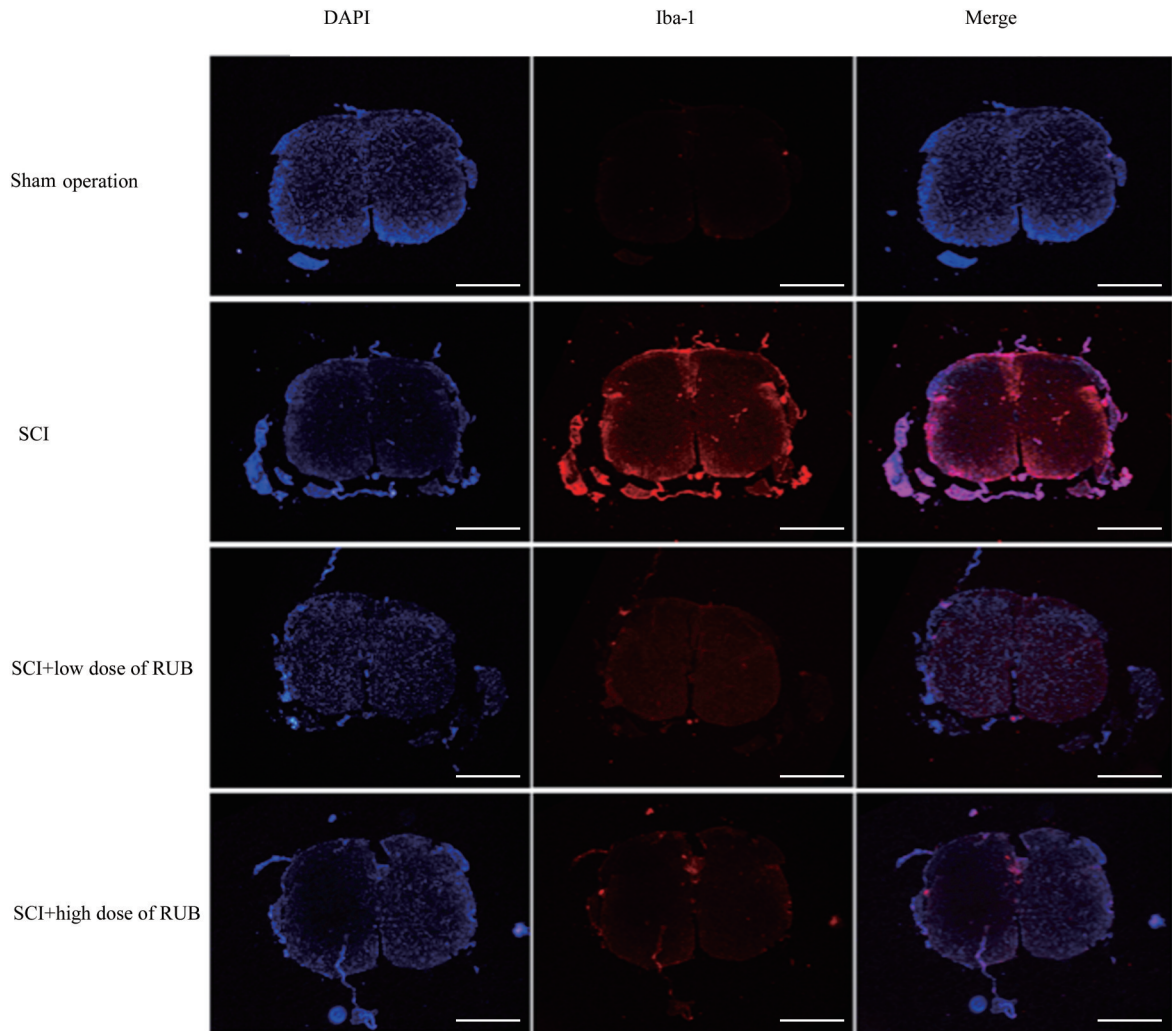 DAPI
Iba-1
Merge
Sham operation
SCI
SCI+low dose of RUB
SCI+high dose of RUB